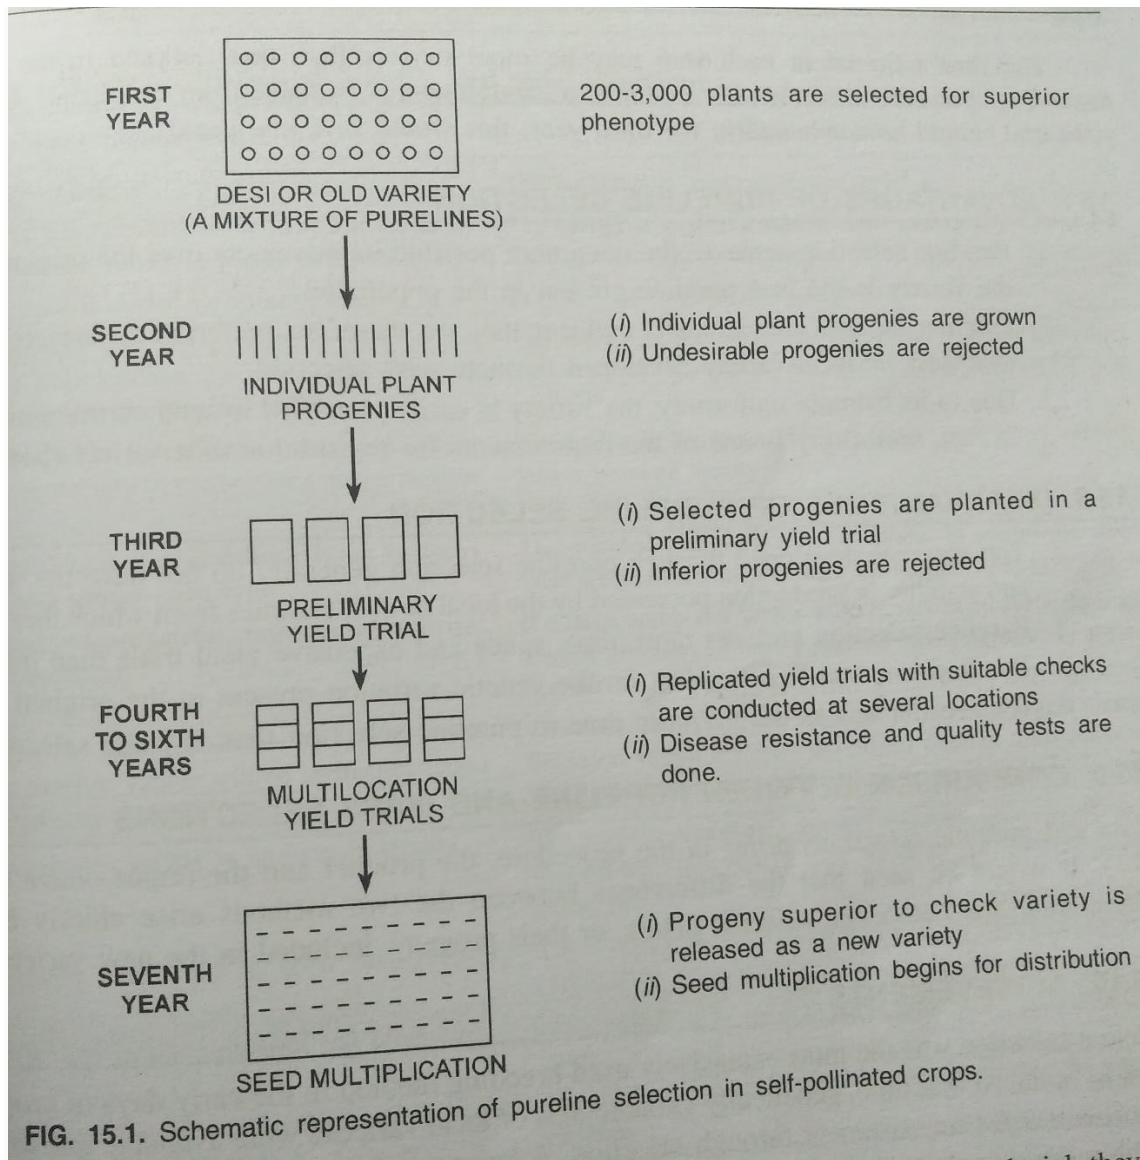 FIRST
YEAR
200-3,000 plants are selected for superior
phenotype
DESI OR OLD VARIETY
(A MIXTURE OF PURELINES)
SECOND
YEAR
(i) Individual plant progenies are grown
(ii) Undesirable progenies are rejected
INDIVIDUAL PLANT
PROGENIES
THIRD
YEAR
(i) Selected progenies are planted in a
preliminary yield trial
(ii) Inferior progenies are rejected
PRELIMINARY
YIELD TRIAL
FOURTH
TO SIXTH
YEARS
(i) Replicated yield trials with suitable checks
are conducted at several locations
(ii) Disease resistance and quality tests are
done.
MULTILOCATION
YIELD TRIALS
SEVENTH
YEAR
(i) Progeny superior to check variety is
released as a new variety
(ii) Seed multiplication begins for distribution
SEED MULTIPLICATION
FIG. 15.1. Schematic representation of pureline selection in self-pollinated crops.